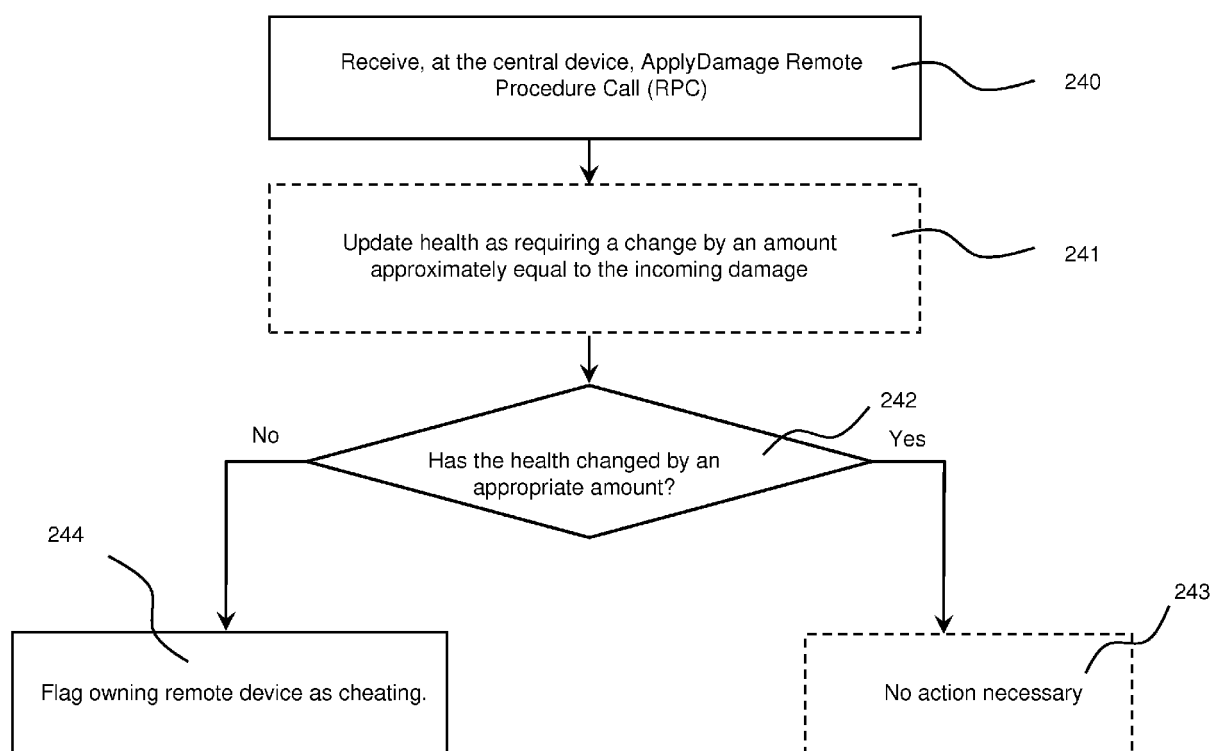 Receive, at the central device, ApplyDamage Remote
Procedure Call (RPC)
240
Update health as requiring a change by an amount
approximately equal to the incoming damage
241
242
No
Yes
Has the health changed by an
appropriate amount?
244
243
Flag owning remote device as cheating.
No action necessary